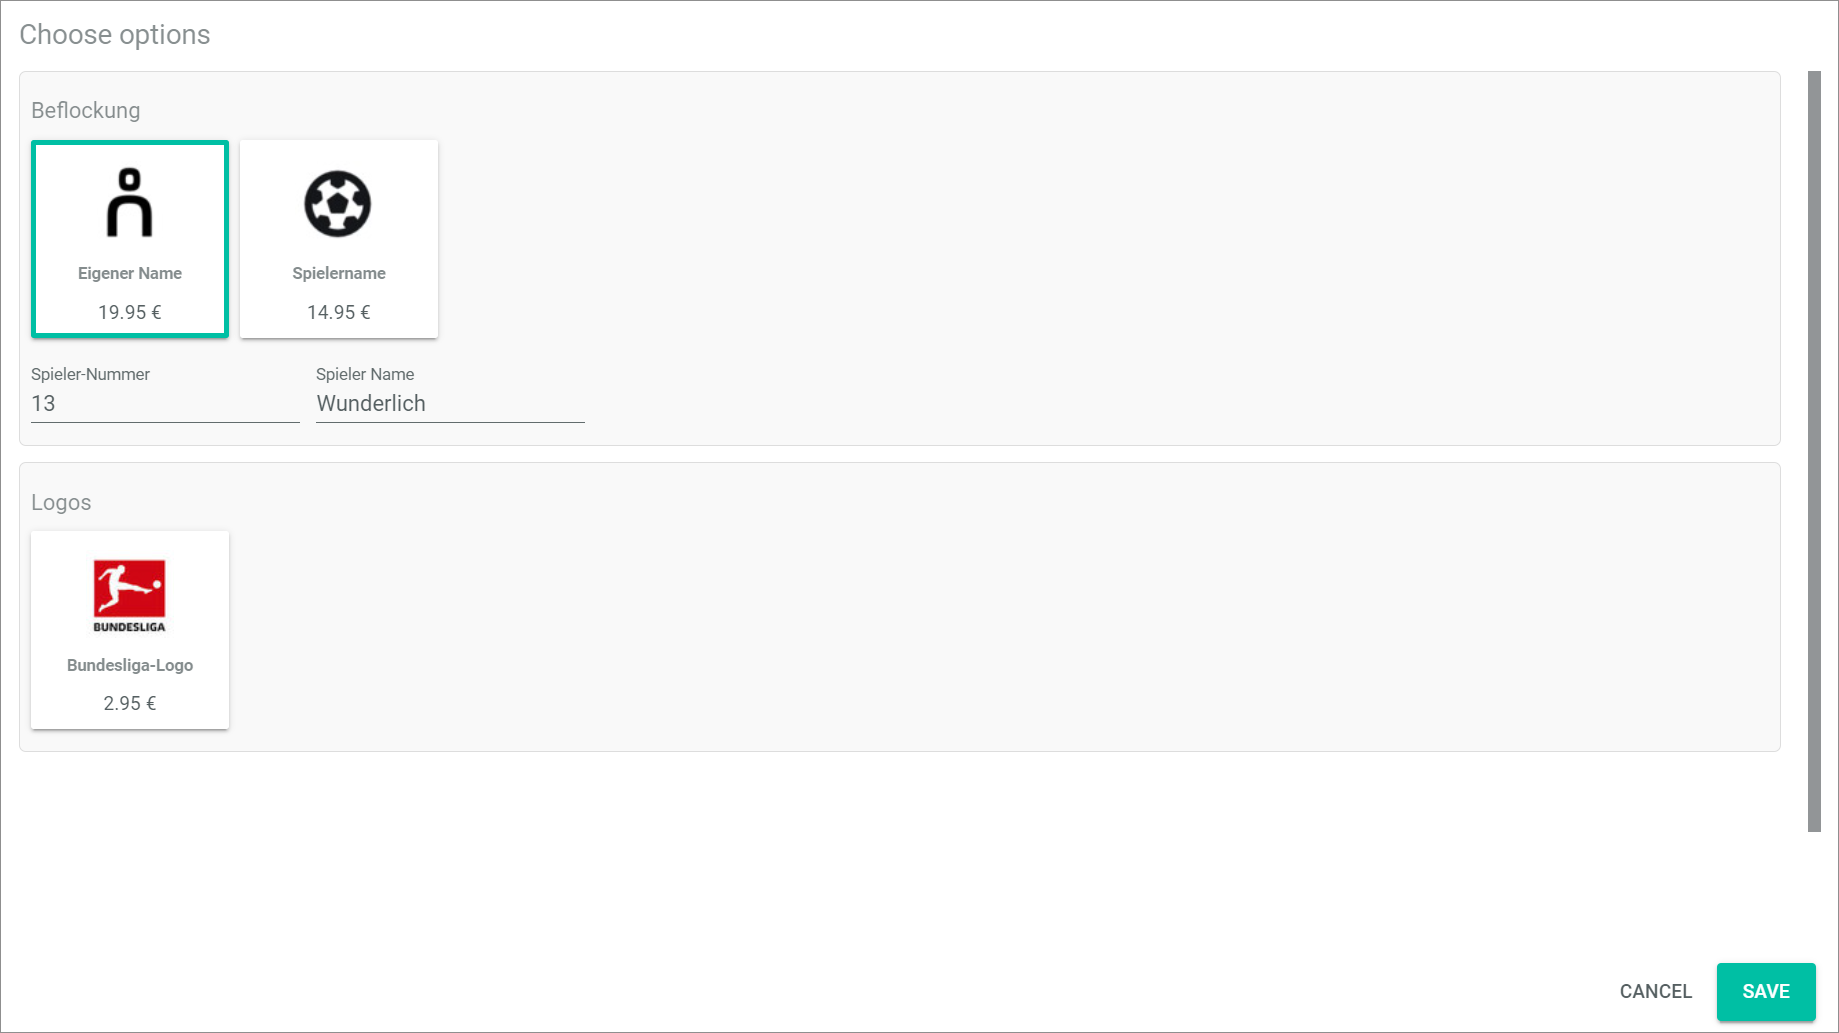 Choose options
Beflockung
Eigener Name
19.95 €
Spielername
14.95 €
Spieler-Nummer
13
Spieler Name
Wunderlich
Logos
BUNDESLIGA
Bundesliga-Logo
2.95 €
CANCEL
SAVE